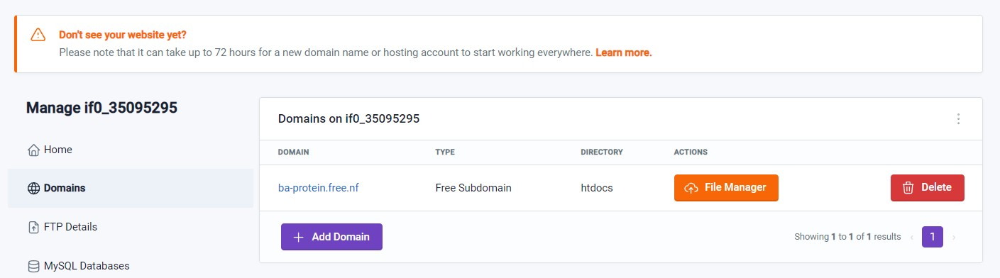 Don't see your website yet?
Please note that it can take up to 72 hours for a new domain name or hosting account to start working everywhere. Learn more.
Manage if0_35095295
Home
Domains
FTP Details
MySQL Databases
Domains on if0_35095295
DOMAIN TYPE DIRECTORY ACTIONS
ba-protein.free.nf Free Subdomain htdocs File Manager Delete
Add Domain
Showing 1 to 1 of 1 results ‹ 1 ›